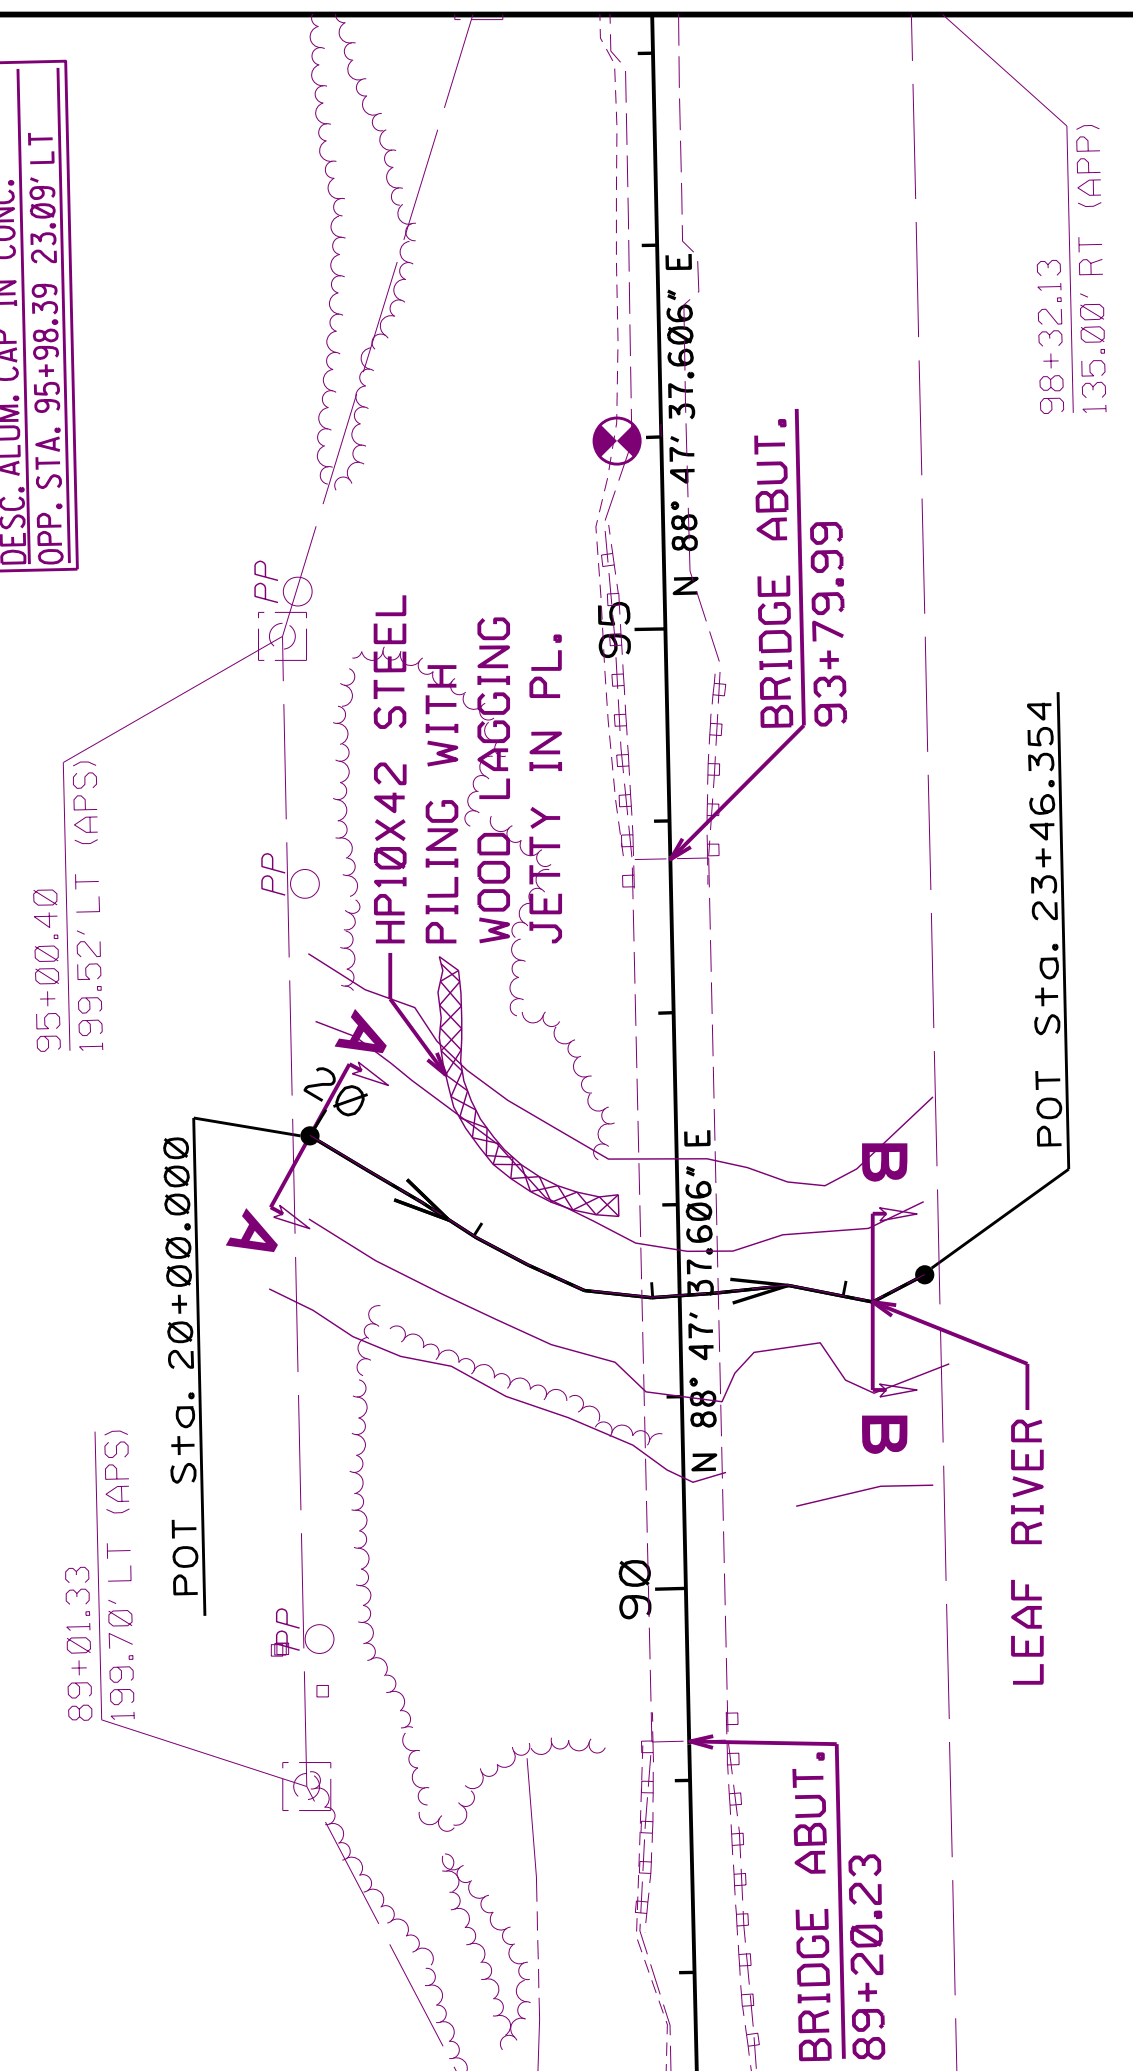 DESC. ALUM. CAP IN CONC.
OPP. STA. 95+98.39 23.09' LT
98+32.13
135.00' RT (APP)
N 88° 47' 37.606" E
PP
95
HP10X42 STEEL
PILING WITH
WOOD LAGGING
JETTY IN PL.
BRIDGE ABUT.
93+79.99
95+00.40
199.52' LT (APS)
PP
POT Sta. 23+46.354
A
20
A
POT Sta. 20+00.000
B
B
N 88° 47' 37.606" E
LEAF RIVER
89+01.33
199.70' LT (APS)
PP
90
BRIDGE ABUT.
89+20.23